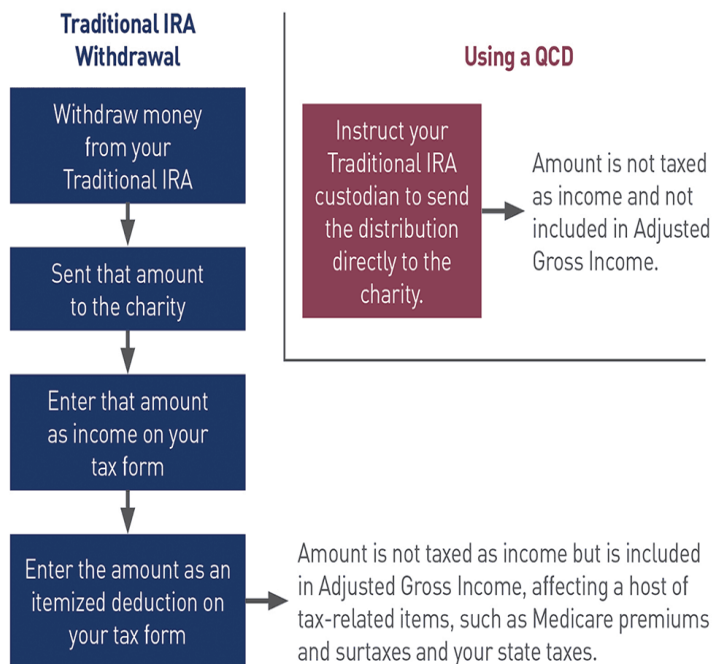 Traditional IRA
Withdrawal
Withdraw money
from your
Traditional IRA
Sent that amount
to the charity
Enter that amount
as income on your
tax form
Enter the amount as an
itemized deduction on
your tax form
Amount is not taxed as income but is included
in Adjusted Gross Income, affecting a host of
tax-related items, such as Medicare premiums
and surtaxes and your state taxes.
Using a QCD
Instruct your
Traditional IRA
custodian to send
the distribution
directly to the
charity.
Amount is not taxed
as income and not
included in Adjusted
Gross Income.